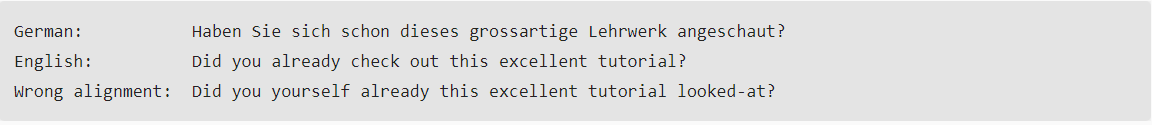 German: Haben Sie sich schon dieses grossartige Lehrwerk angeschaut?
English: Did you already check out this excellent tutorial?
Wrong alignment: Did you yourself already this excellent tutorial looked-at?